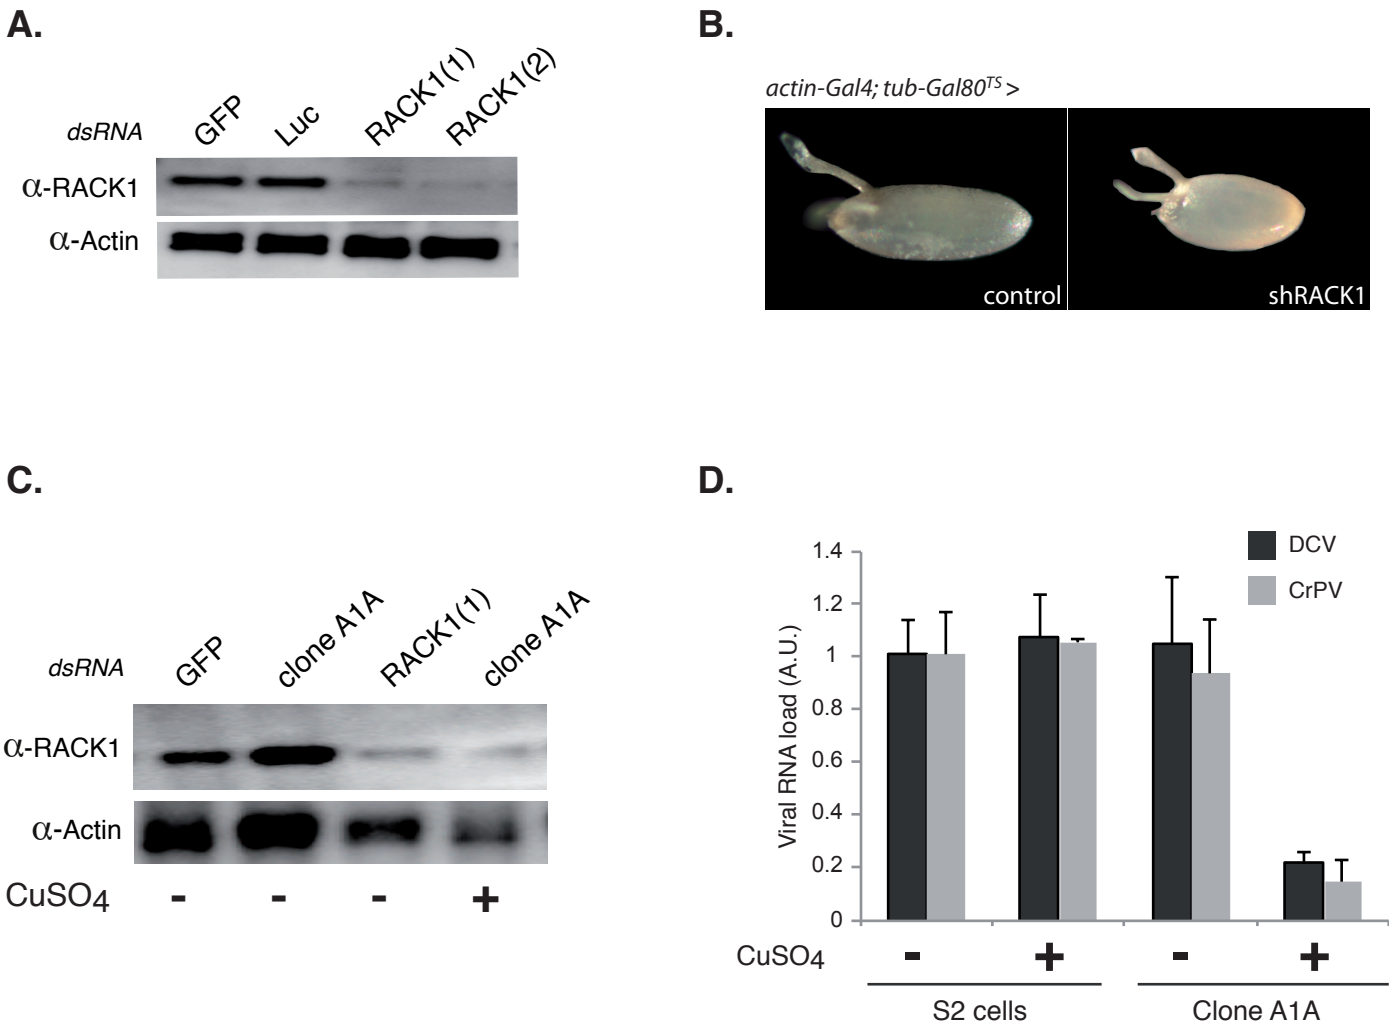 A.
dsRNA GFP Luc RACK1(1) RACK1(2)
α-RACK1
α-Actin
B.
actin-Gal4; tub-Gal80TS >
control
shRACK1
C.
dsRNA GFP clone A1A RACK1(1) clone A1A
α-RACK1
α-Actin
CuSO4 - - - +
D.
DCV
CrPV
Viral RNA load (A.U.)
1.4
1.2
1
0.8
0.6
0.4
0.2
0
CuSO4 - + - +
S2 cells Clone A1A